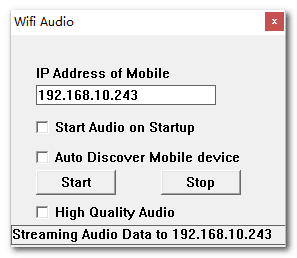 Wifi Audio
IP Address of Mobile
192.168.10.243
Start Audio on Startup
Auto Discover Mobile device
Start Stop
High Quality Audio
Streaming Audio Data to 192.168.10.243